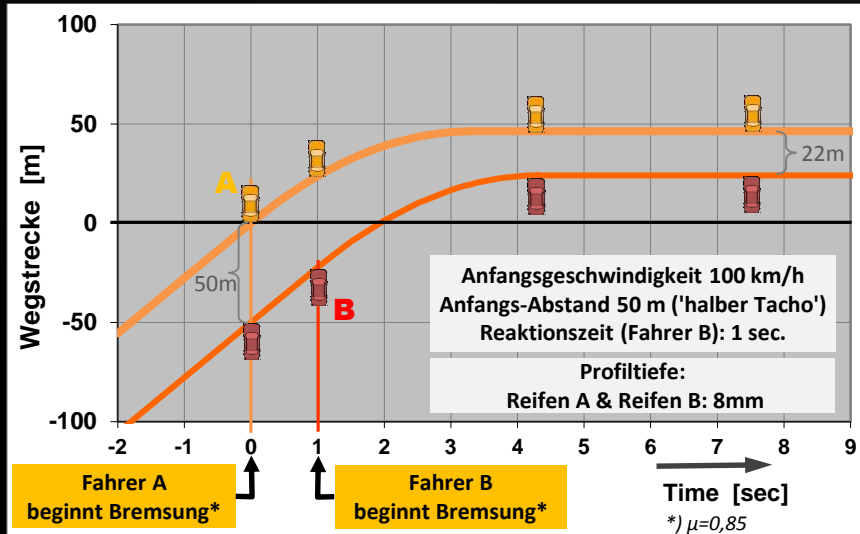 100
50
0
-50
-100
Wegstrecke [m]
A
50m
B
22m
Anfangsgeschwindigkeit 100 km/h
Anfangs-Abstand 50 m ('halber Tacho')
Reaktionszeit (Fahrer B): 1 sec.
Profiltiefe:
Reifen A & Reifen B: 8mm
-2 -1 0 1 2 3 4 5 6 7 8 9
Fahrer A
beginnt Bremsung*
Fahrer B
beginnt Bremsung*
Time [sec]
*) µ=0,85